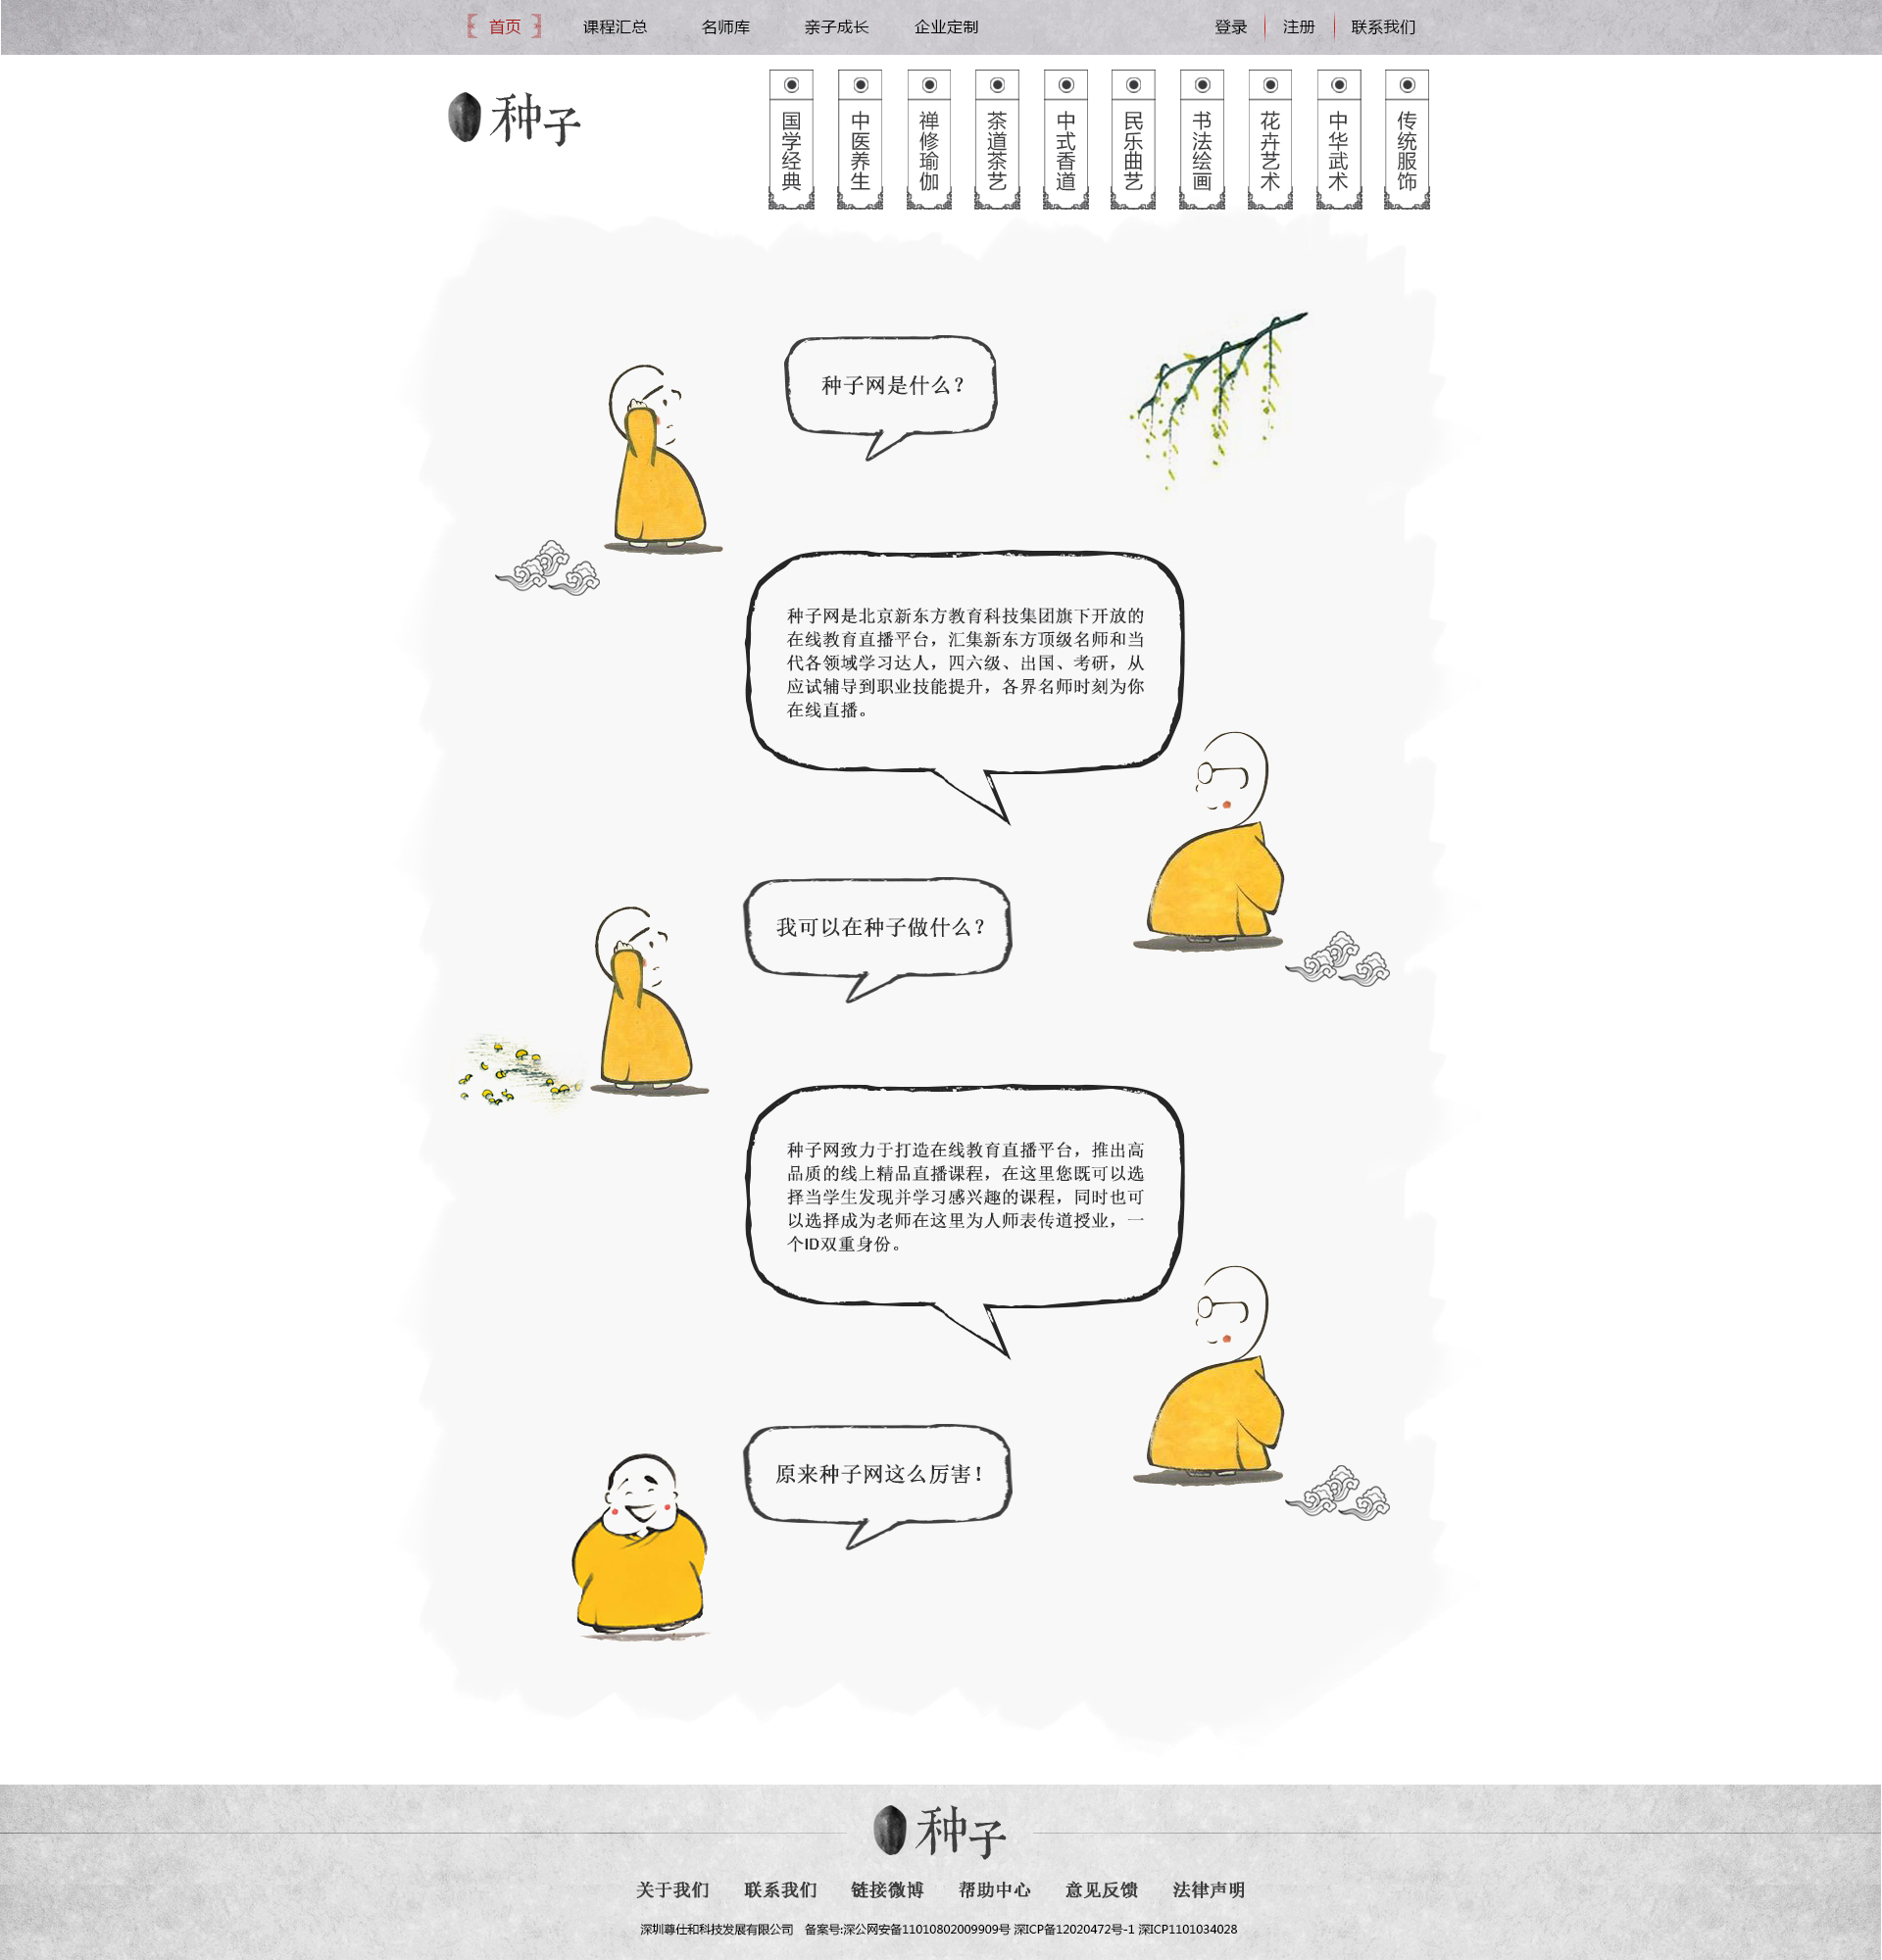 首页 课程汇总 名师库 亲子成长 企业定制 登录 注册 联系我们
种子
国学经典
中医养生
禅修瑜伽
茶道茶艺
中式香道
民乐曲艺
书法绘画
花卉艺术
中华武术
传统服饰
种子网是什么?
种子网是北京新东方教育科技集团旗下开放的
在线教育直播平台，汇集新东方顶级名师和当
代各领域学习达人，四六级、出国、考研，从
应试辅导到职业技能提升，各界名师时刻为你
在线直播。
我可以在种子做什么?
种子网致力于打造在线教育直播平台，推出高
品质的线上精品直播课程，在这里您既可以选
择当学生发现并学习感兴趣的课程，同时也可
以选择成为老师在这里为人师表传道授业，一
个ID双重身份。
原来种子网这么厉害!
种子
关于我们 联系我们 链接微博 帮助中心 意见反馈 法律声明
深圳尊仕和科技发展有限公司 备案号:深公网安备11010802009909号 深ICP备12020472号-1 深ICP1101034028